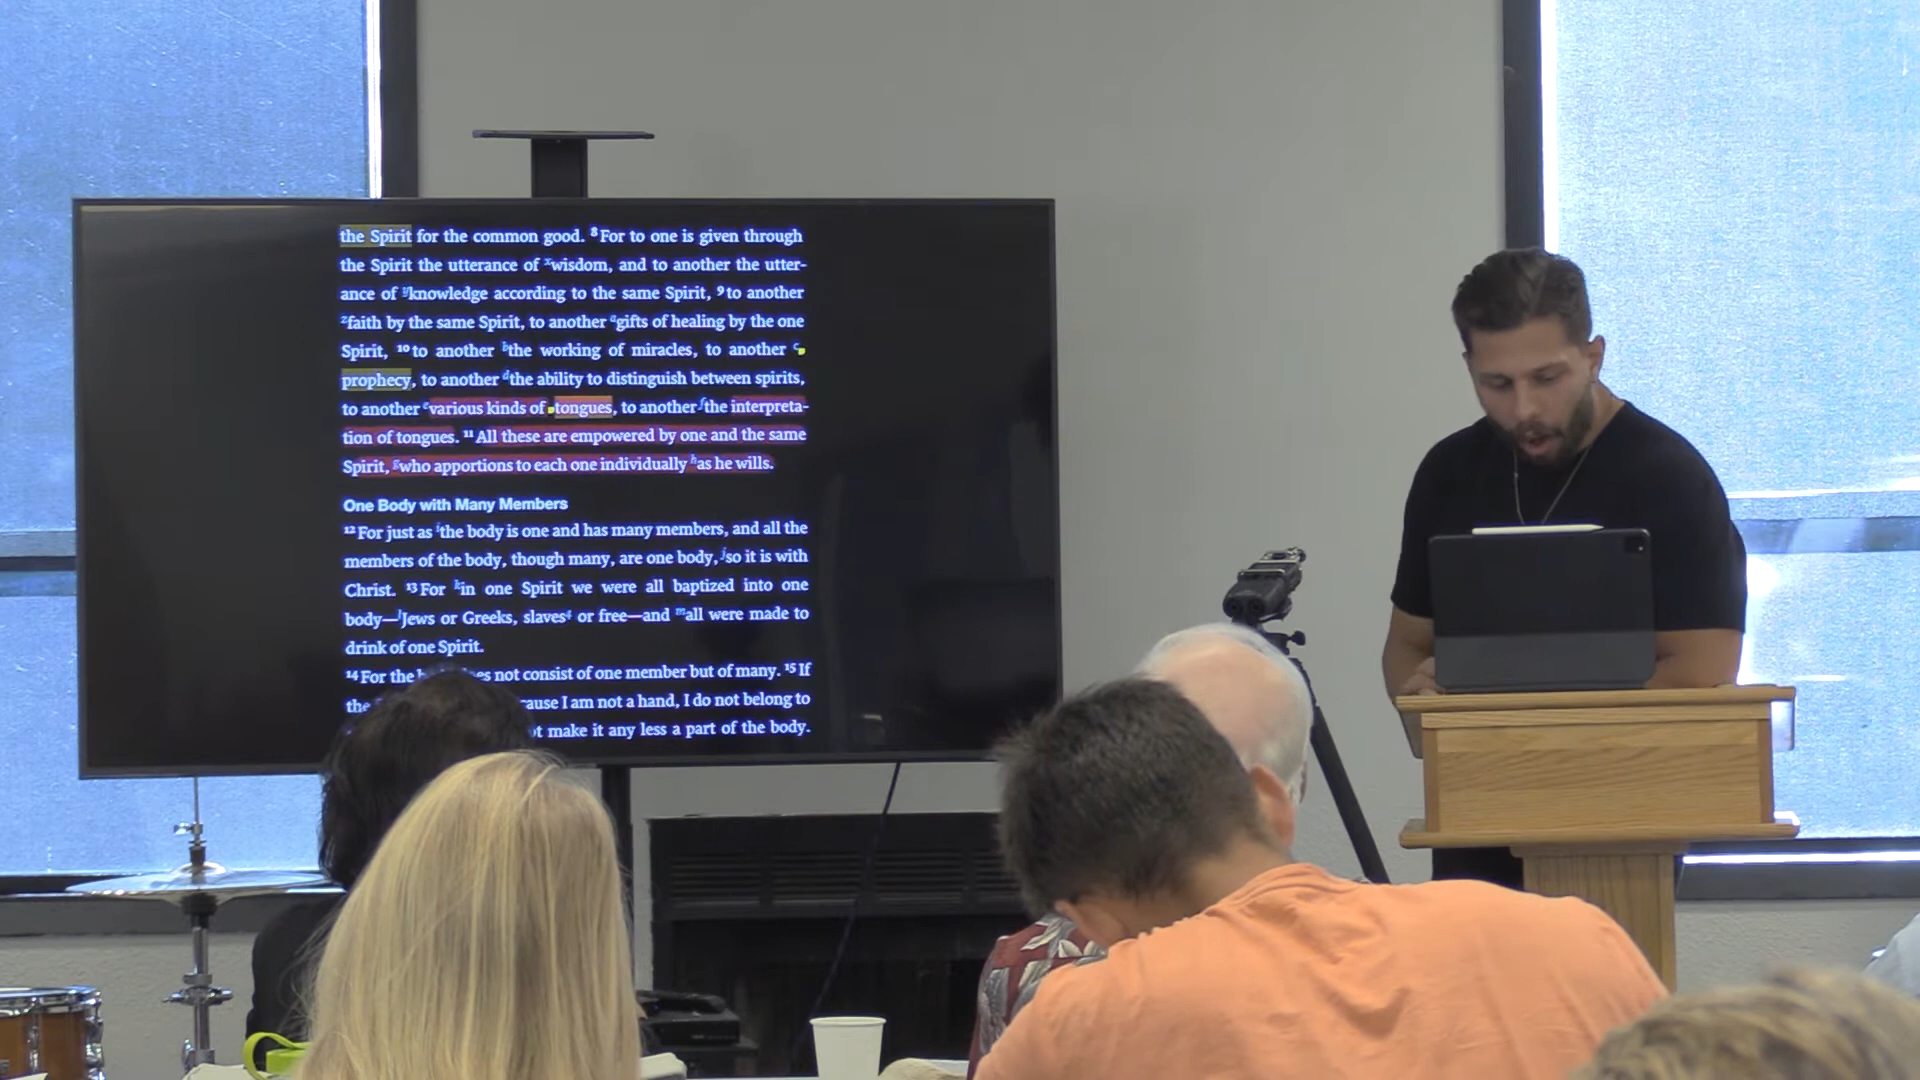 the Spirit for the common good. 8 For to one is given through
the Spirit the utterance of x wisdom, and to another the utter-
ance of y knowledge according to the same Spirit, 9 to another
z faith by the same Spirit, to another a gifts of healing by the one
Spirit, 10 to another b the working of miracles, to another c
prophecy, to another d the ability to distinguish between spirits,
to another e various kinds of tongues, to another f the interpreta-
tion of tongues. 11 All these are empowered by one and the same
Spirit, g who apportions to each one individually h as he wills.
One Body with Many Members
12 For just as i the body is one and has many members, and all the
members of the body, though many, are one body, j so it is with
Christ. 13 For k in one Spirit we were all baptized into one
body—l Jews or Greeks, slaves4 or free—and m all were made to
drink of one Spirit.
14 For the not consist of one member but of many. 15 If
the I am not a hand, I do not belong to
make it any less a part of the body.